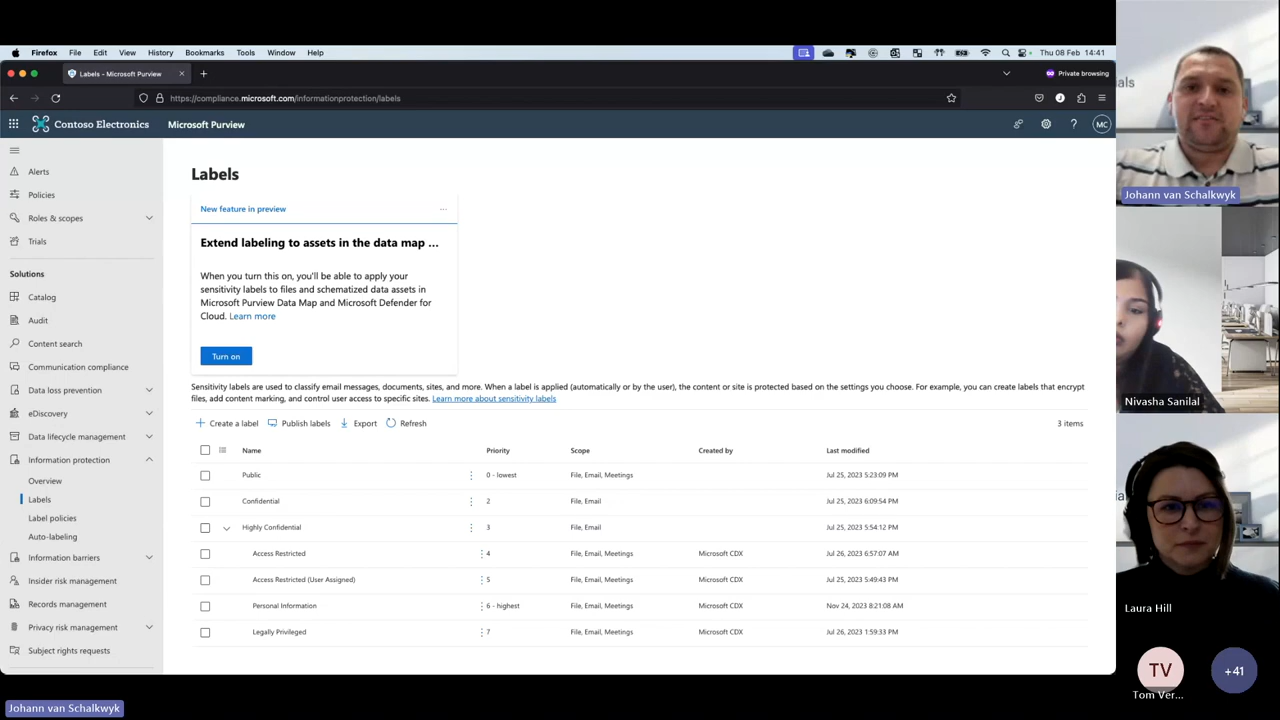 Firefox File Edit View History Bookmarks Tools Window Help Thu 08 Feb 14:41
Labels - Microsoft Purview Private browsing
https://compliance.microsoft.com/informationprotection/labels
Contoso Electronics Microsoft Purview MC
Alerts
Policies
Roles & scopes
Trials
Solutions
Catalog
Audit
Content search
Communication compliance
Data loss prevention
eDiscovery
Data lifecycle management
Information protection
Overview
Labels
Label policies
Auto-labeling
Information barriers
Insider risk management
Records management
Privacy risk management
Subject rights requests
Labels
New feature in preview
Extend labeling to assets in the data map ...
When you turn this on, you'll be able to apply your
sensitivity labels to files and schematized data assets in
Microsoft Purview Data Map and Microsoft Defender for
Cloud. Learn more
Turn on
Sensitivity labels are used to classify email messages, documents, sites, and more. When a label is applied (automatically or by the user), the content or site is protected based on the settings you choose. For example, you can create labels that encrypt
files, add content marking, and control user access to specific sites. Learn more about sensitivity labels
Create a label Publish labels Export Refresh 3 items
Name Priority Scope Created by Last modified
Public 0 - lowest File, Email, Meetings Jul 25, 2023 5:23:09 PM
Confidential 2 File, Email Jul 25, 2023 6:09:54 PM
Highly Confidential 3 File, Email Jul 25, 2023 5:54:12 PM
Access Restricted 4 File, Email, Meetings Microsoft CDX Jul 26, 2023 6:57:07 AM
Access Restricted (User Assigned) 5 File, Email, Meetings Microsoft CDX Jul 25, 2023 5:49:43 PM
Personal Information 6 - highest File, Email, Meetings Microsoft CDX Nov 24, 2023 8:21:08 AM
Legally Privileged 7 File, Email, Meetings Microsoft CDX Jul 26, 2023 1:59:33 PM
Johann van Schalkwyk
Nivasha Sanilal
Laura Hill
TV +41
Tom Ver...
Johann van Schalkwyk